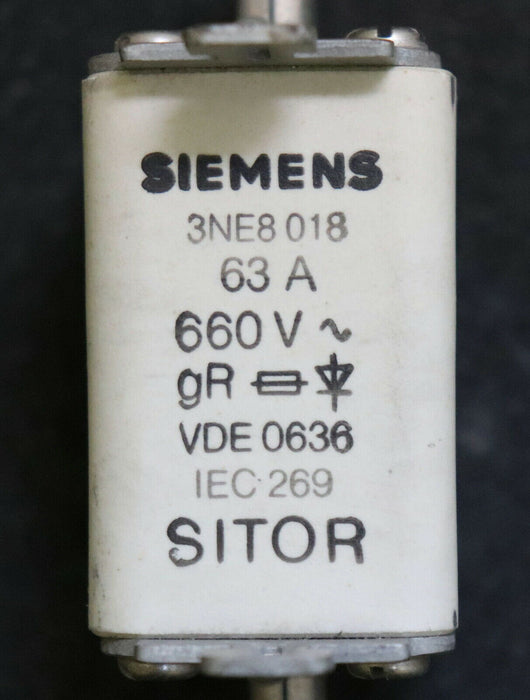 SIEMENS
3NE8 018
63 A
660 V ~
gR
VDE 0636
IEC 269
SITOR